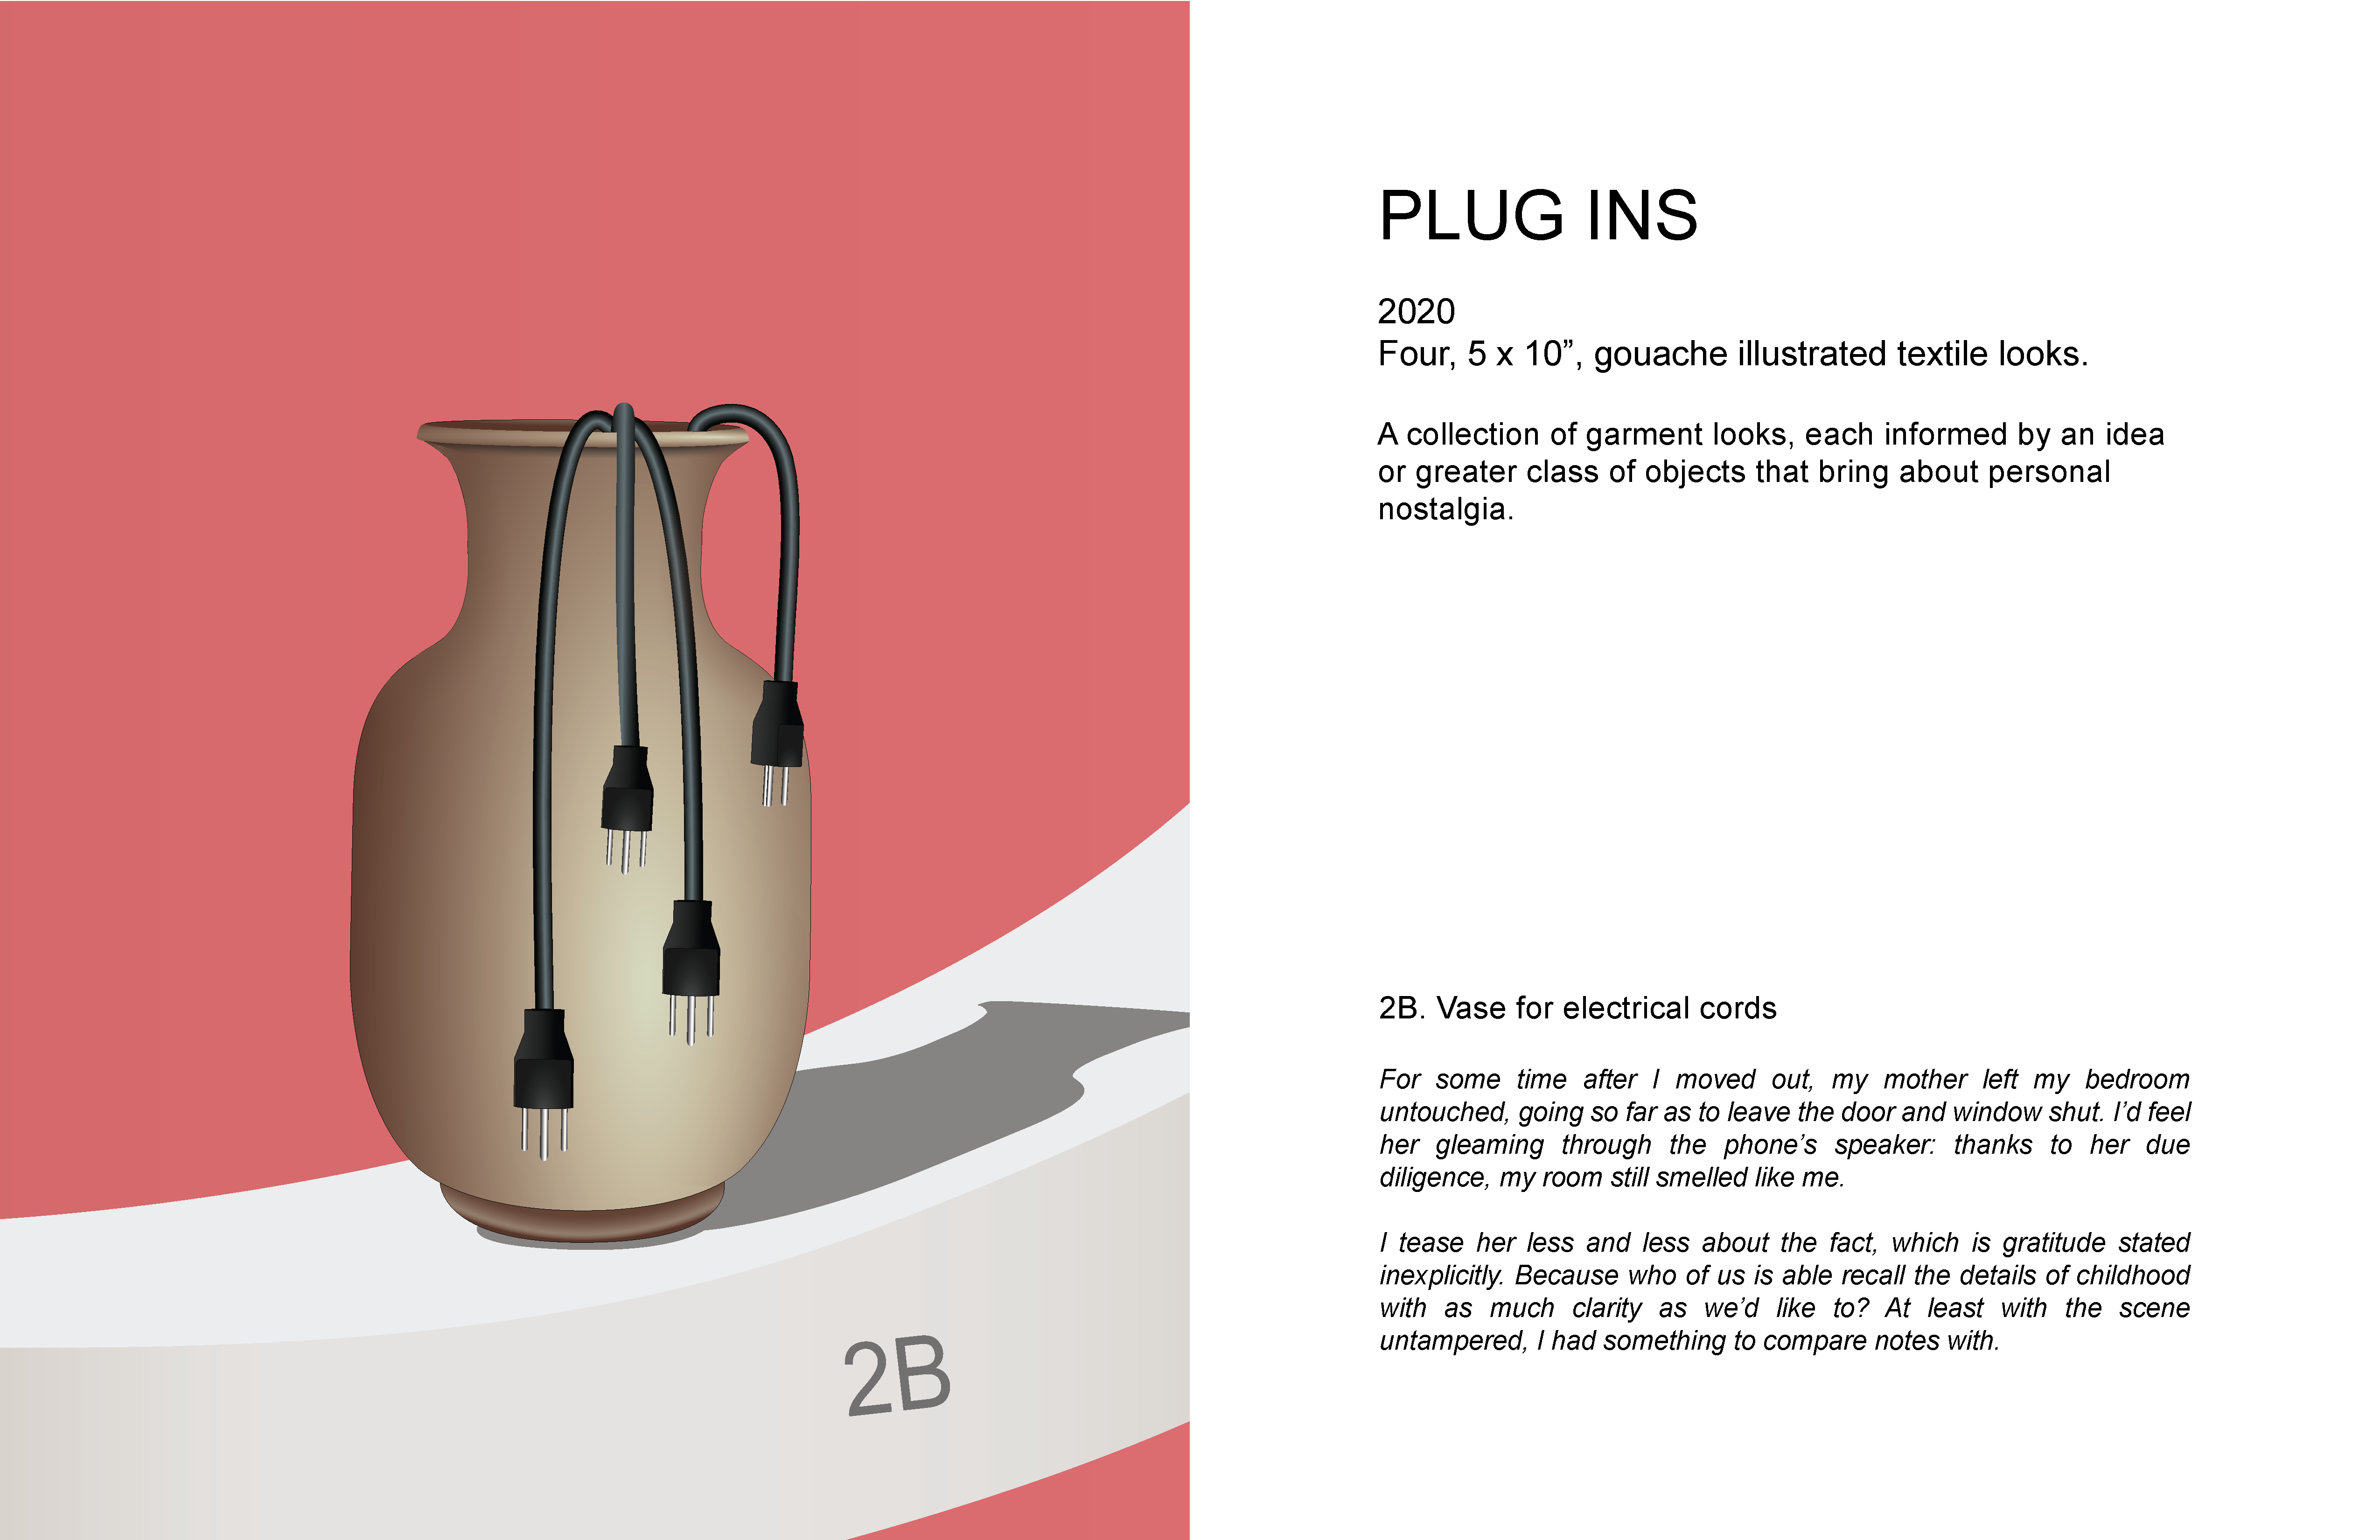 2B
PLUG INS
2020
Four, 5 x 10”, gouache illustrated textile looks.
A collection of garment looks, each informed by an idea
or greater class of objects that bring about personal
nostalgia.
2B. Vase for electrical cords
For some time after I moved out, my mother left my bedroom
untouched, going so far as to leave the door and window shut. I’d feel
her gleaming through the phone’s speaker: thanks to her due
diligence, my room still smelled like me.
I tease her less and less about the fact, which is gratitude stated
inexplicitly. Because who of us is able recall the details of childhood
with as much clarity as we’d like to? At least with the scene
untampered, I had something to compare notes with.